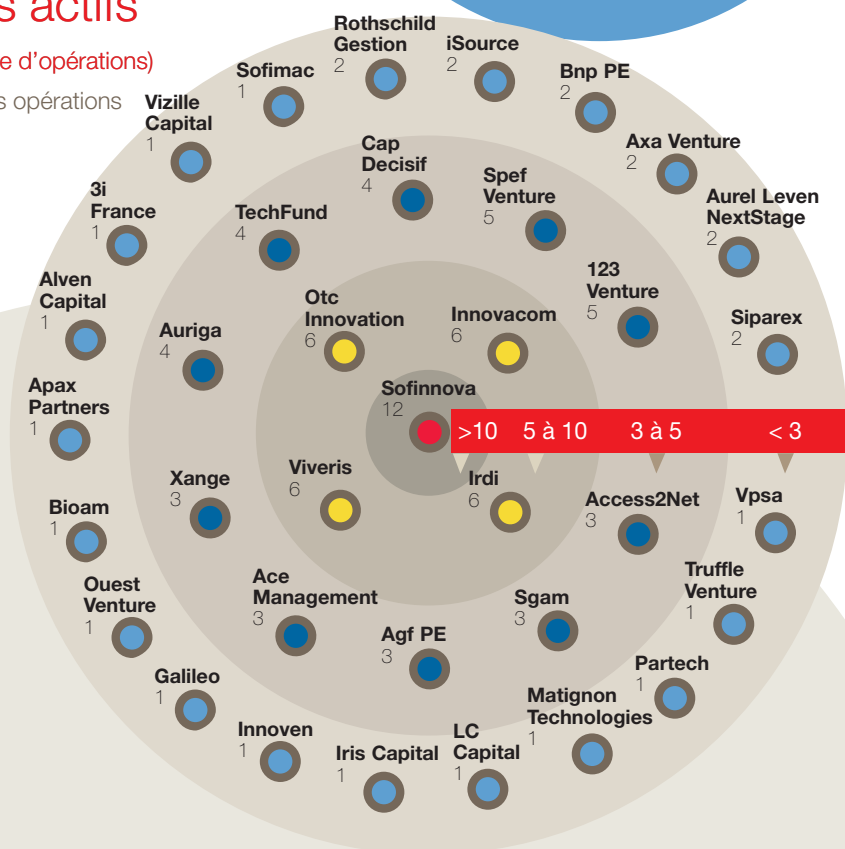 s actifs
e d'opérations)
s opérations
Rothschild
Gestion
2
iSource
2
Bnp PE
2
Sofimac
1
Vizille
Capital
1
Axa Venture
2
Cap
Decisif
4
Spef
Venture
5
3i
France
1
TechFund
4
Aurel Leven
NextStage
2
Alven
Capital
1
123
Venture
5
Otc
Innovation
6
Innovacom
6
Siparex
2
Auriga
4
Apax
Partners
1
Sofinnova
12
>10 5 à 10 3 à 5 < 3
Viveris
6
Irdi
6
Xange
3
Access2Net
3
Vpsa
1
Bioam
1
Ouest
Venture
1
Ace
Management
3
Sgam
3
Truffle
Venture
1
Agf PE
3
Galileo
1
Partech
1
Matignon
Technologies
1
Innoven
1
Iris Capital
1
LC
Capital
1